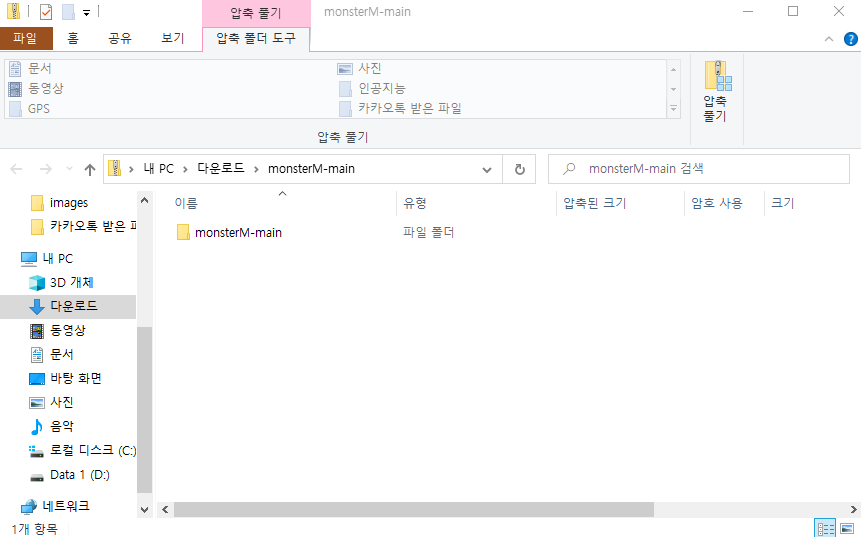 압축 풀기 monsterM-main
파일 홈 공유 보기 압축 폴더 도구
문서 사진
동영상 인공지능
GPS 카카오톡 받은 파일
압축 풀기
압축 풀기
내 PC 다운로드 monsterM-main monsterM-main 검색
이름 유형 압축된 크기 암호 사용 크기
monsterM-main 파일 폴더
images
카카오톡 받은
내 PC
3D 개체
다운로드
동영상
문서
바탕 화면
사진
음악
로컬 디스크 (C:)
Data 1 (D:)
네트워크
1개 항목